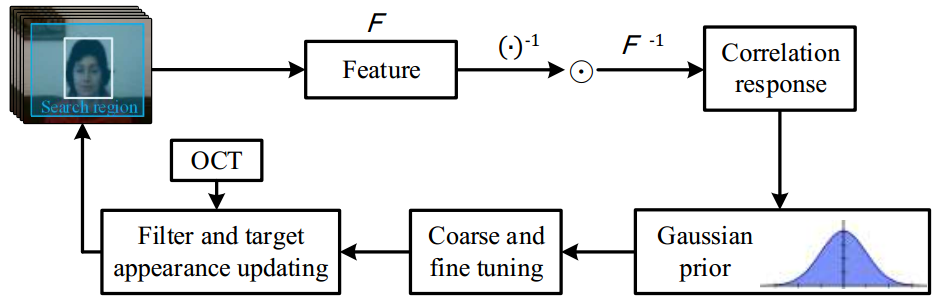 F
(·)⁻¹
F ⁻¹
Correlation
response
Feature
⊙
Search region
OCT
Filter and target
appearance updating
Coarse and
fine tuning
Gaussian
prior